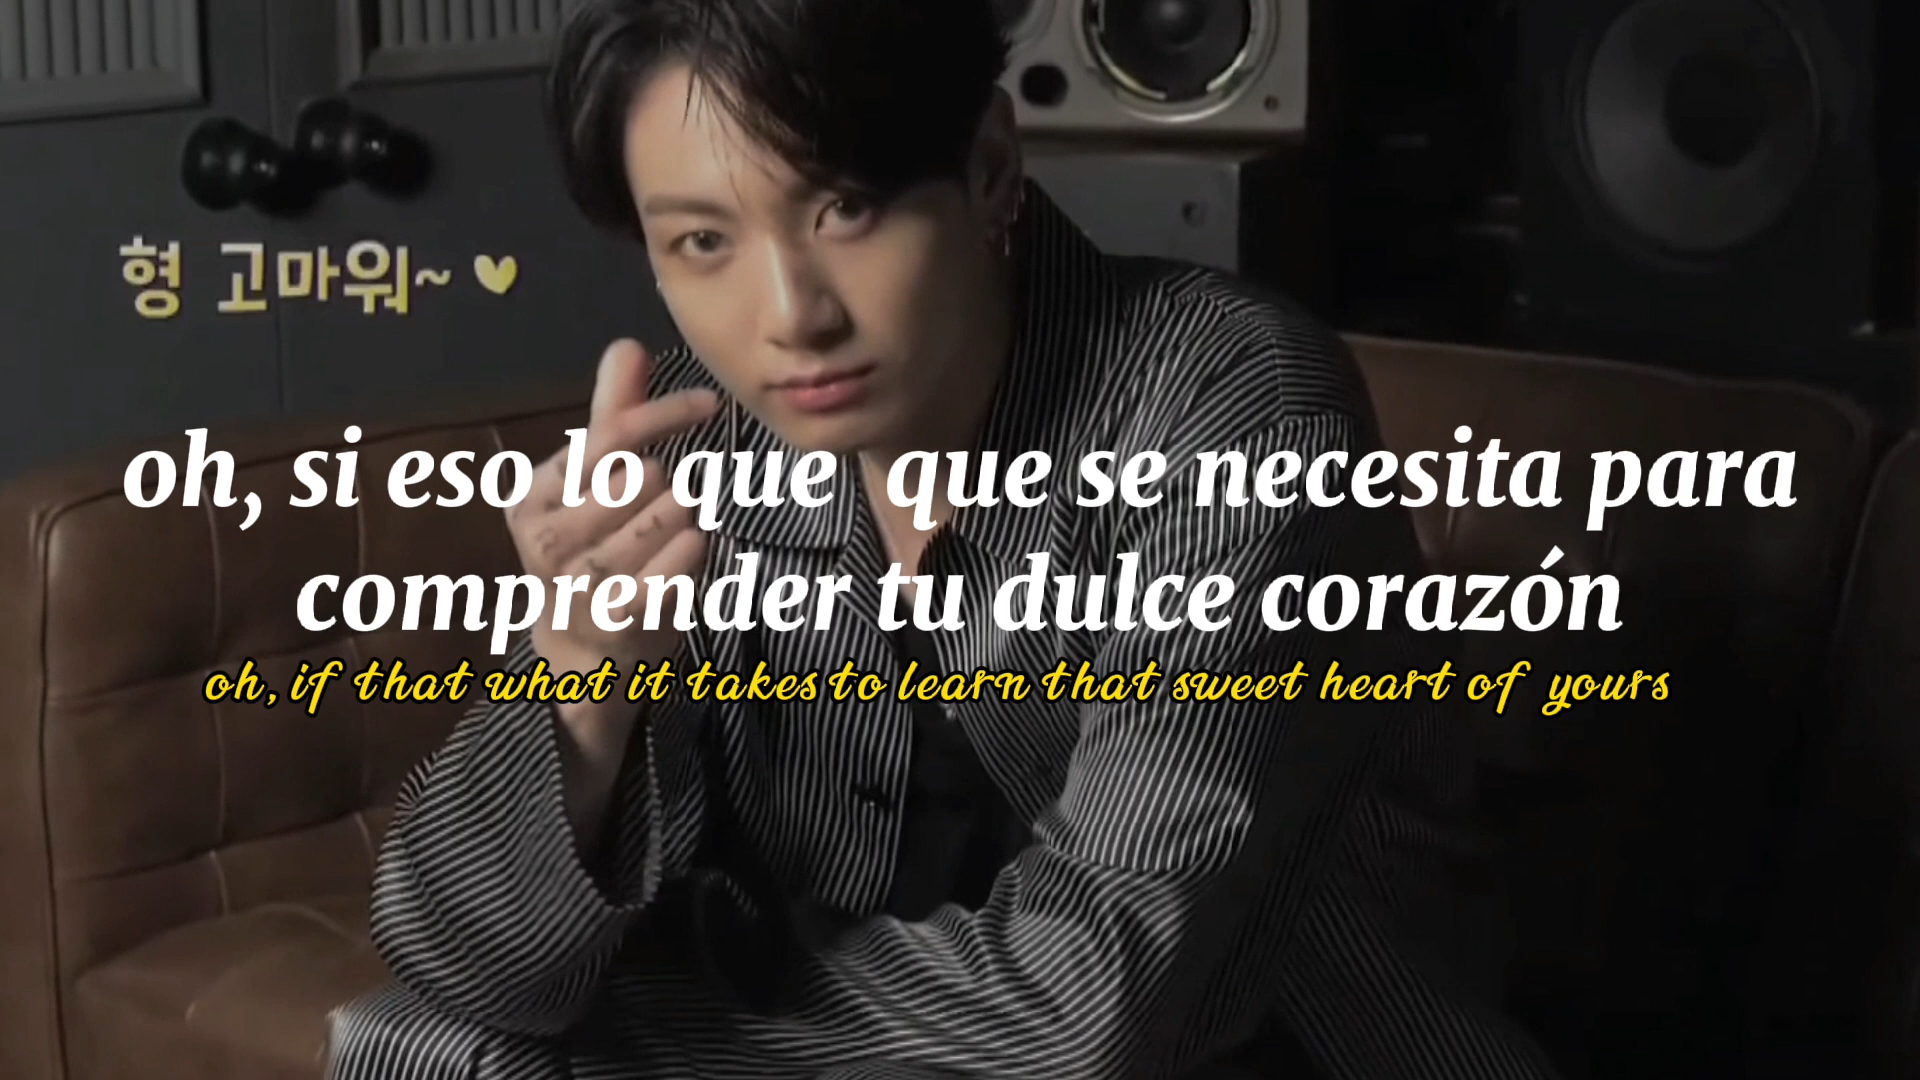 형 고마워~ ♥
oh, si eso lo que  que se necesita para
comprender tu dulce corazón
oh, if that what it takes to learn that sweet heart of yours